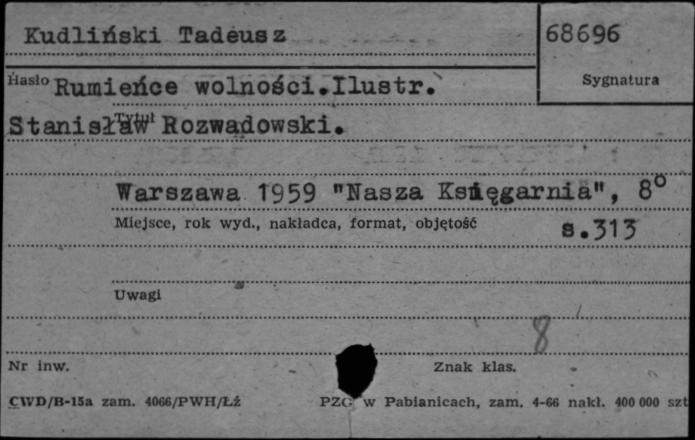 Kudliński Tadeusz
68696
Hasło
Sygnatura
Rumieńce wolności.Ilustr.
Tytuł
Stanisław Rozwadowski.
Warszawa 1959 "Nasza Księgarnia", 8°
Miejsce, rok wyd., nakładca, format, objętość
s.313
Uwagi
8
Nr inw.
Znak klas.
CWD/B-15a zam. 4066/PWH/Łź
PZG w Pabianicach, zam. 4-66 nakł. 400 000 szt